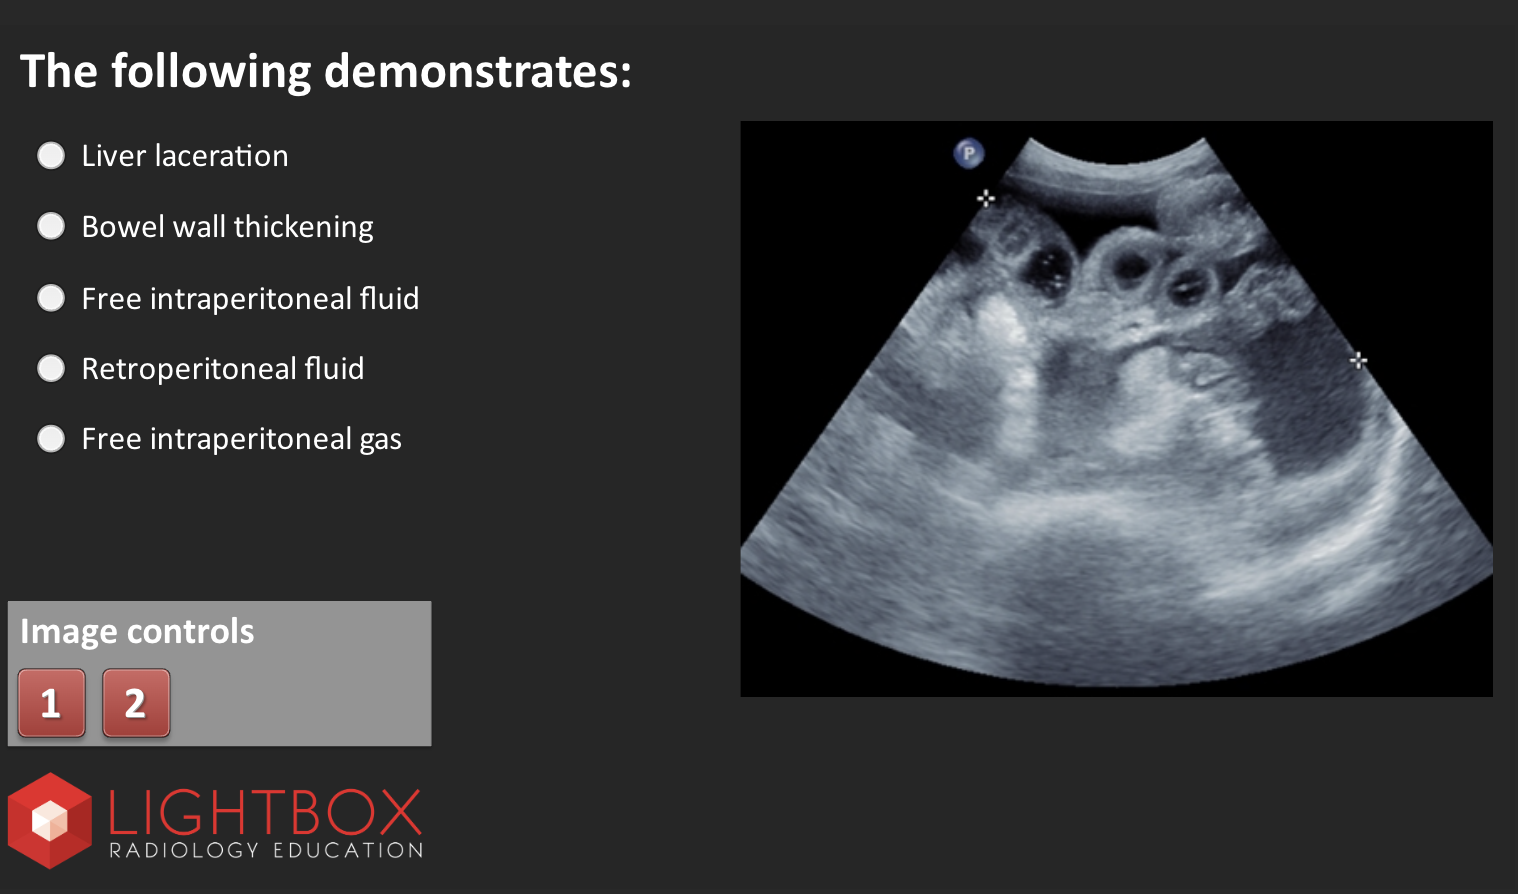 The following demonstrates:
Liver laceration
Bowel wall thickening
Free intraperitoneal fluid
Retroperitoneal fluid
Free intraperitoneal gas
P
Image controls
1 2
LIGHTBOX
RADIOLOGY EDUCATION